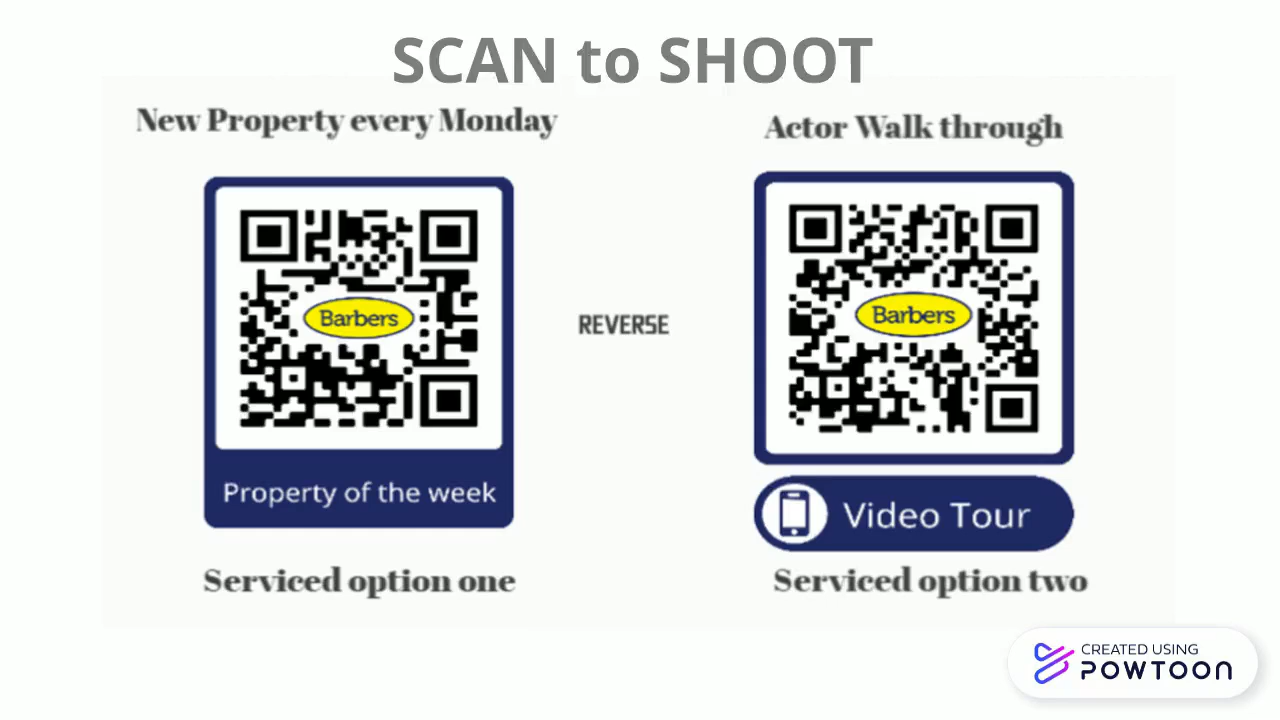 SCAN to SHOOT
New Property every Monday
Actor Walk through
Barbers
REVERSE
Barbers
Property of the week
Video Tour
Serviced option one
Serviced option two
CREATED USING
POWTOON